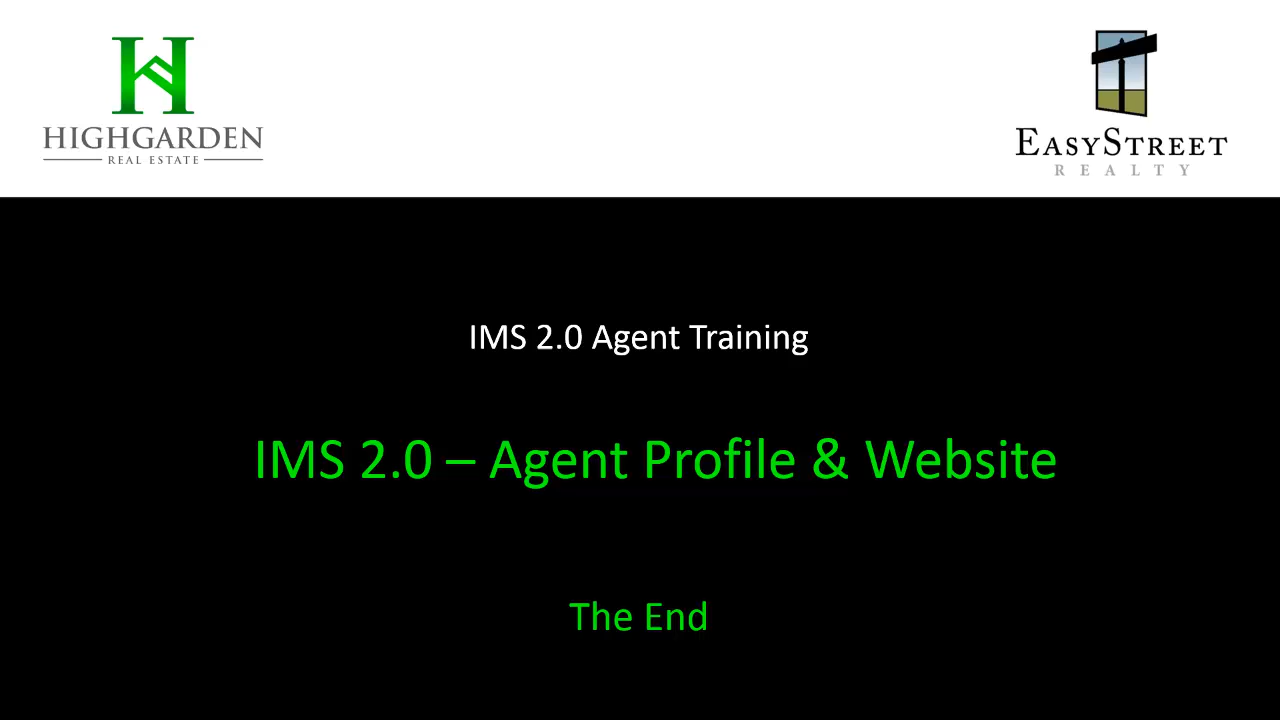 HIGHGARDEN
REAL ESTATE
EASYSTREET
REALTY
IMS 2.0 Agent Training
IMS 2.0 – Agent Profile & Website
The End